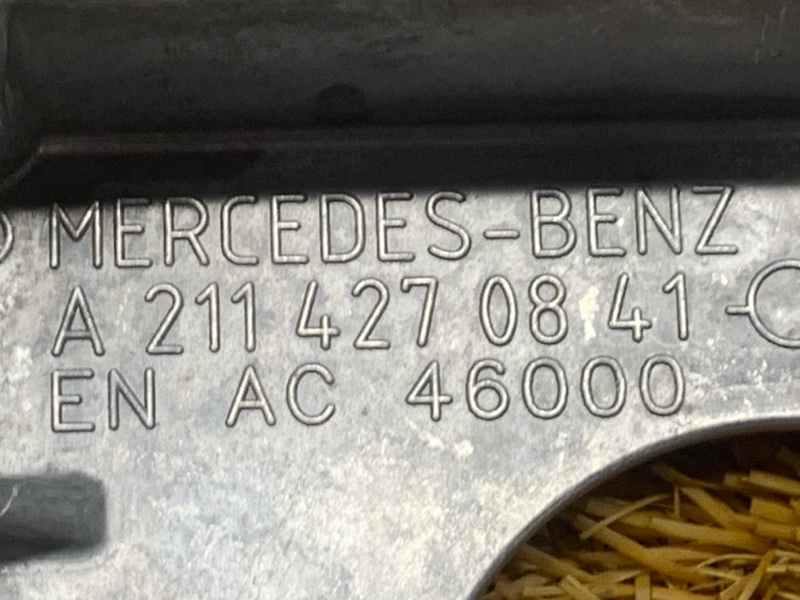 MERCEDES-BENZ
A 211 427 08 41
EN AC 46000